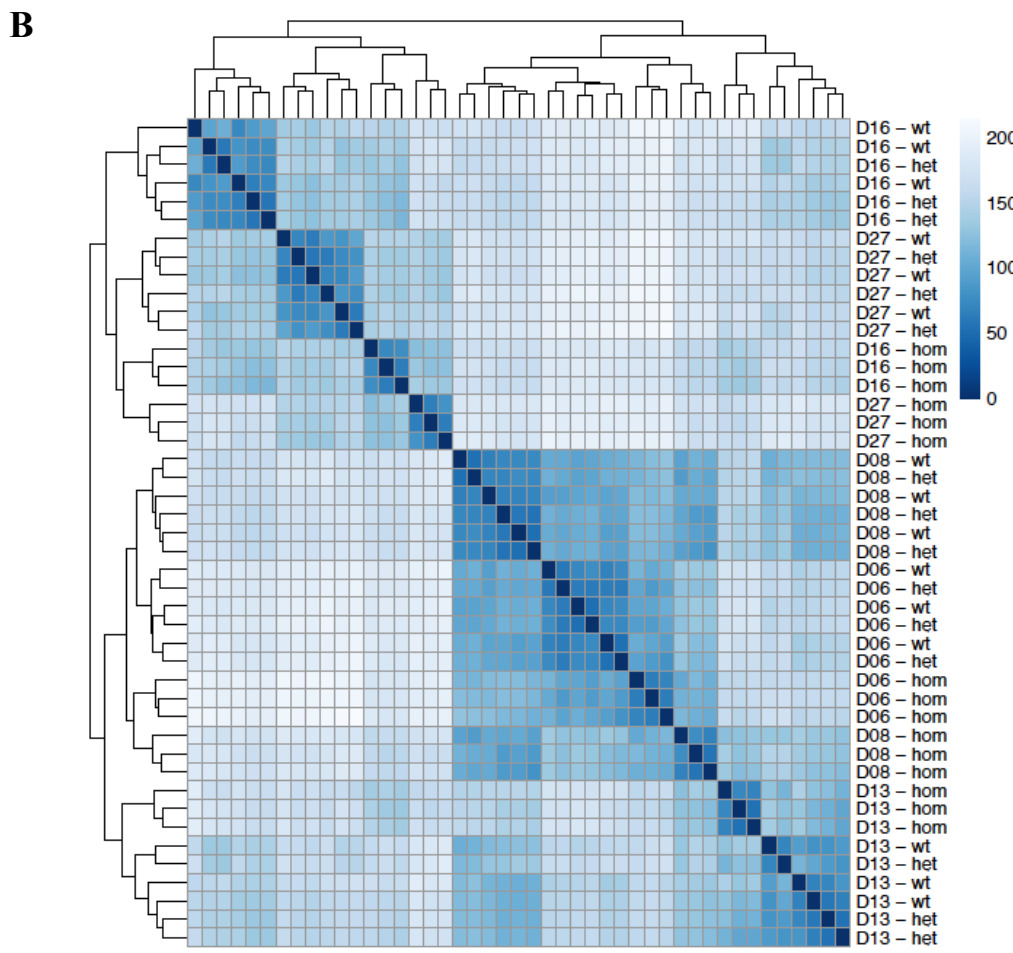 B
D16 – wt
D16 – wt
D16 – het
D16 – wt
D16 – het
D16 – het
D27 – wt
D27 – het
D27 – wt
D27 – het
D27 – wt
D27 – het
D16 – hom
D16 – hom
D16 – hom
D27 – hom
D27 – hom
D27 – hom
D08 – wt
D08 – het
D08 – wt
D08 – het
D08 – wt
D08 – het
D06 – wt
D06 – het
D06 – wt
D06 – het
D06 – wt
D06 – het
D06 – hom
D06 – hom
D06 – hom
D08 – hom
D08 – hom
D08 – hom
D13 – hom
D13 – hom
D13 – hom
D13 – wt
D13 – het
D13 – wt
D13 – wt
D13 – het
D13 – het
200
150
100
50
0